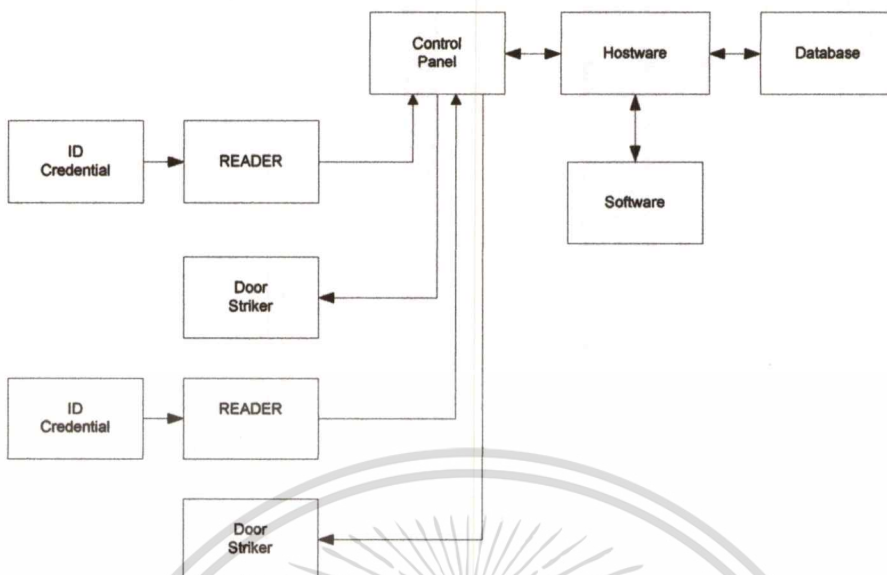 Control
Panel
Hostware
Database
ID
Credential
READER
Software
Door
Striker
ID
Credential
READER
Door
Striker